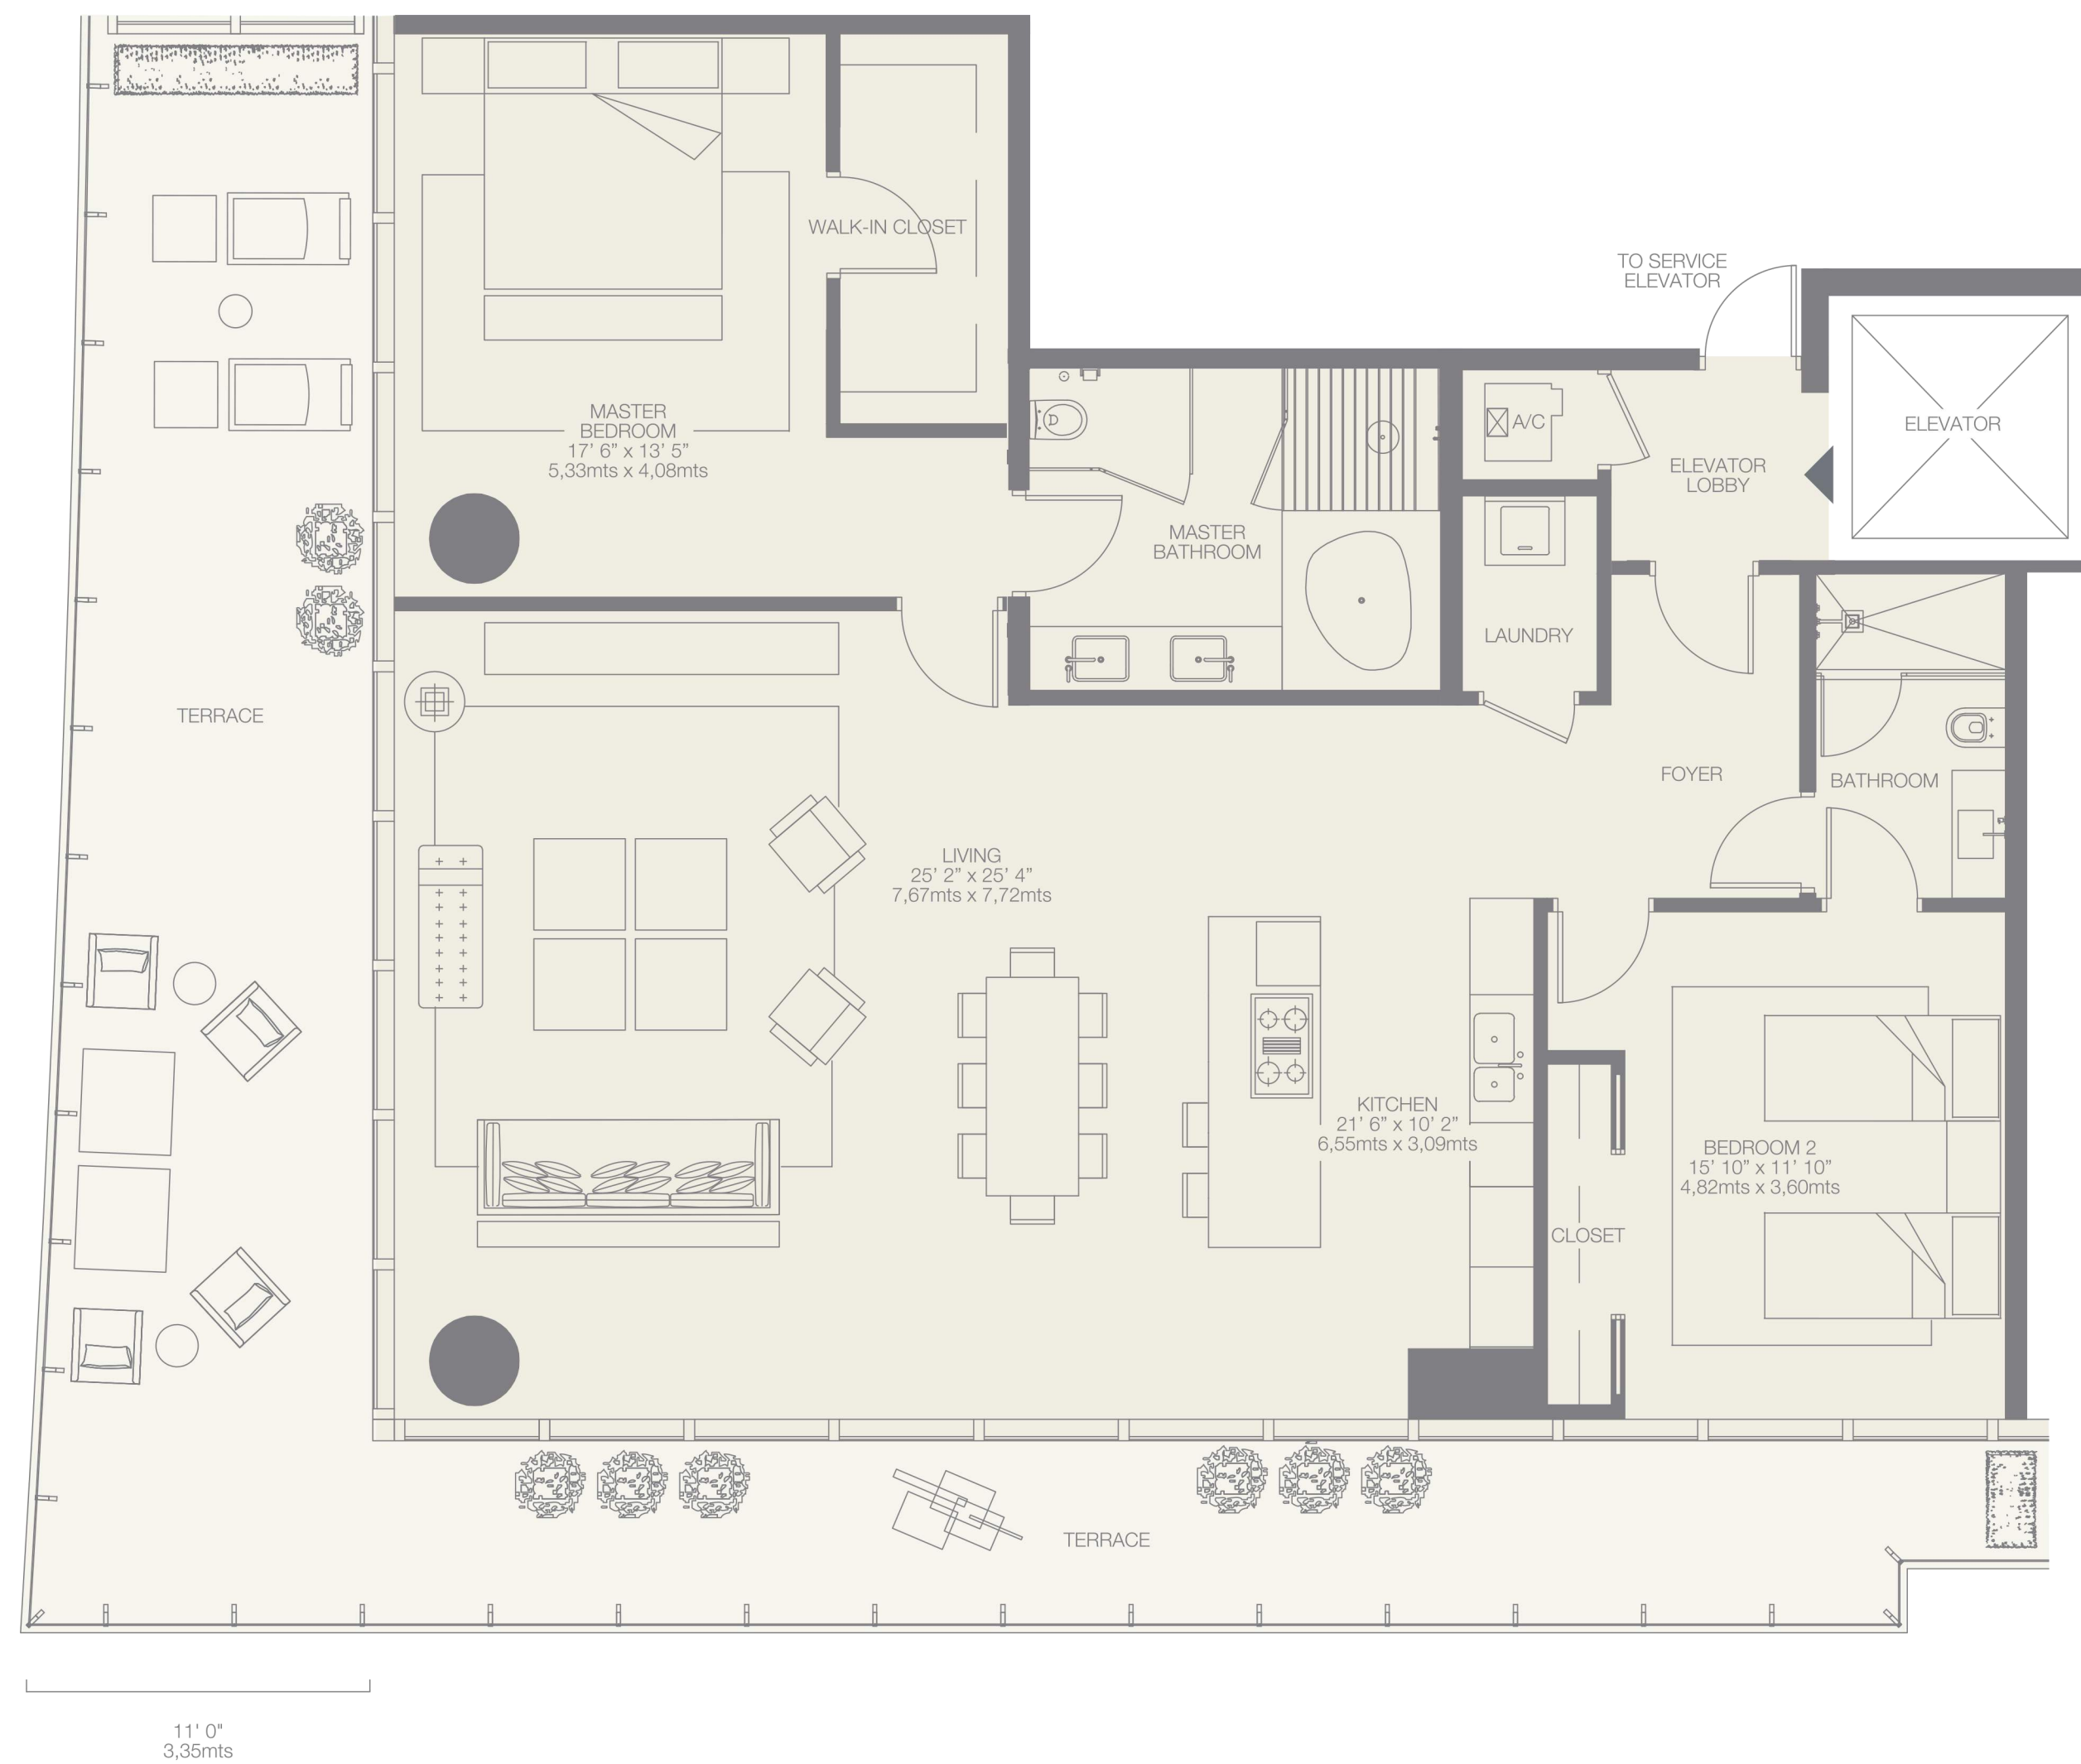 WALK-IN CLOSET
TO SERVICE
ELEVATOR
MASTER
BEDROOM
17’ 6” x 13’ 5”
5,33mts x 4,08mts
A/C
ELEVATOR
ELEVATOR
LOBBY
MASTER
BATHROOM
LAUNDRY
TERRACE
FOYER
BATHROOM
LIVING
25’ 2” x 25’ 4”
7,67mts x 7,72mts
KITCHEN
21’ 6” x 10’ 2”
6,55mts x 3,09mts
BEDROOM 2
15’ 10” x 11’ 10”
4,82mts x 3,60mts
CLOSET
TERRACE
11' 0"
3,35mts